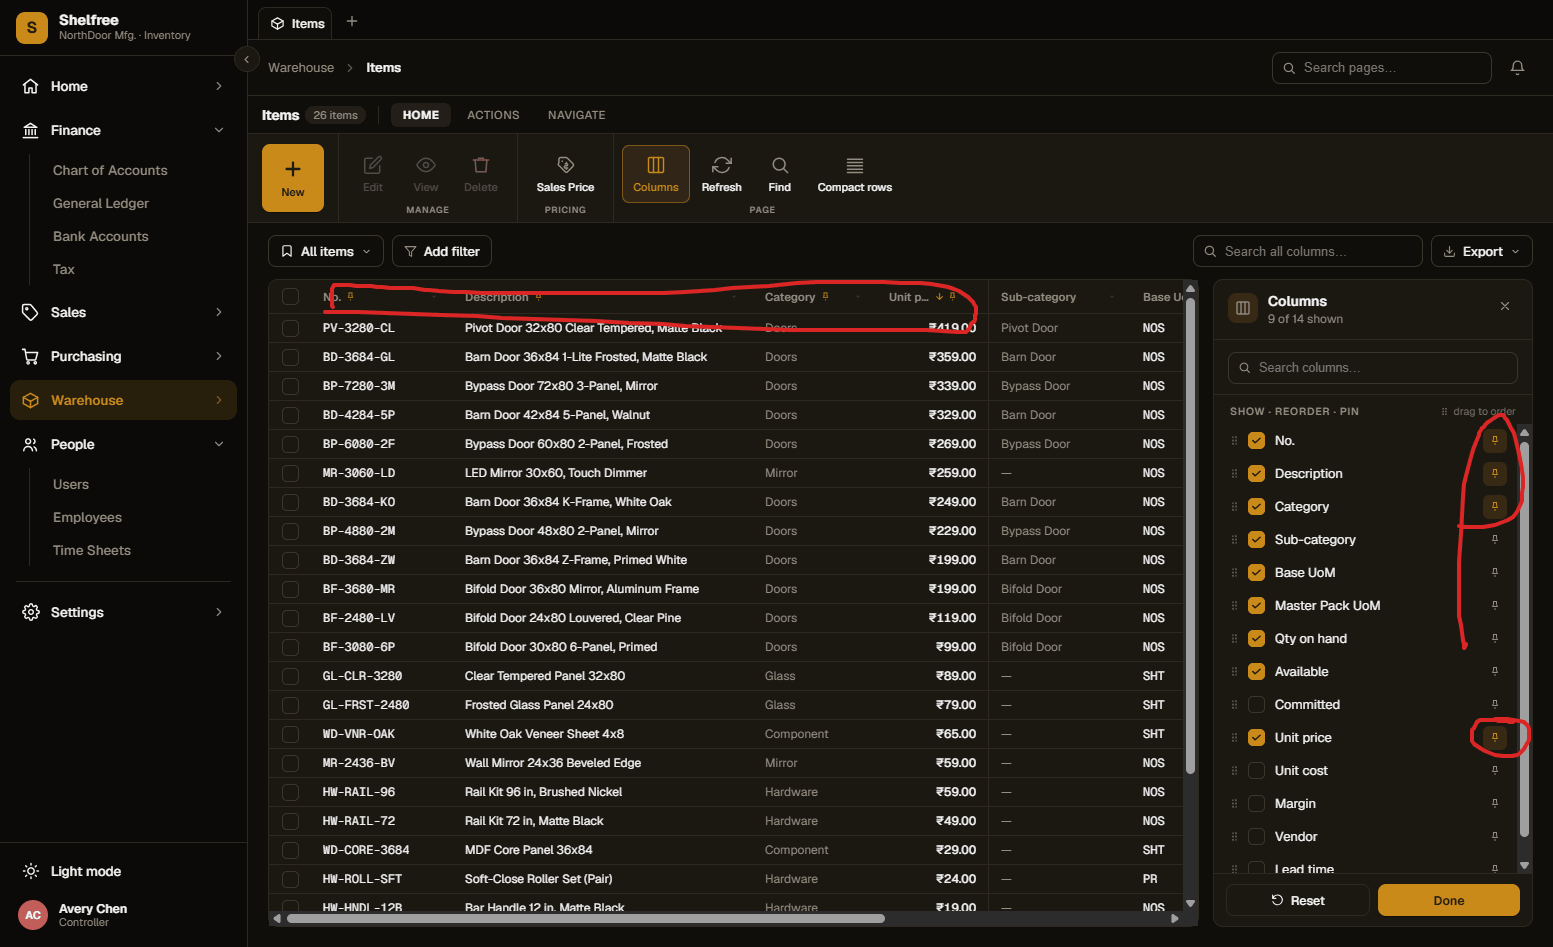 S
Shelfree
NorthDoor Mfg. · Inventory
Home
Finance
Chart of Accounts
General Ledger
Bank Accounts
Tax
Sales
Purchasing
Warehouse
People
Users
Employees
Time Sheets
Settings
Light mode
AC
Avery Chen
Controller
Items
Warehouse > Items
Search pages...
Items 26 items HOME ACTIONS NAVIGATE
New
Edit View Delete
MANAGE
Sales Price
PRICING
Columns Refresh Find Compact rows
PAGE
All items Add filter Search all columns... Export
No. Description Category Unit p... Sub-category Base U
PV-3280-CL Pivot Door 32x80 Clear Tempered, Matte Black Doors ₹419.00 Pivot Door NOS
BD-3684-GL Barn Door 36x84 1-Lite Frosted, Matte Black Doors ₹359.00 Barn Door NOS
BP-7280-3M Bypass Door 72x80 3-Panel, Mirror Doors ₹339.00 Bypass Door NOS
BD-4284-5P Barn Door 42x84 5-Panel, Walnut Doors ₹329.00 Barn Door NOS
BP-6080-2F Bypass Door 60x80 2-Panel, Frosted Doors ₹269.00 Bypass Door NOS
MR-3060-LD LED Mirror 30x60, Touch Dimmer Mirror ₹259.00 — NOS
BD-3684-KO Barn Door 36x84 K-Frame, White Oak Doors ₹249.00 Barn Door NOS
BP-4880-2M Bypass Door 48x80 2-Panel, Mirror Doors ₹229.00 Bypass Door NOS
BD-3684-ZW Barn Door 36x84 Z-Frame, Primed White Doors ₹199.00 Barn Door NOS
BF-3680-MR Bifold Door 36x80 Mirror, Aluminum Frame Doors ₹199.00 Bifold Door NOS
BF-2480-LV Bifold Door 24x80 Louvered, Clear Pine Doors ₹119.00 Bifold Door NOS
BF-3080-6P Bifold Door 30x80 6-Panel, Primed Doors ₹99.00 Bifold Door NOS
GL-CLR-3280 Clear Tempered Panel 32x80 Glass ₹89.00 — SHT
GL-FRST-2480 Frosted Glass Panel 24x80 Glass ₹79.00 — SHT
WD-VNR-OAK White Oak Veneer Sheet 4x8 Component ₹65.00 — SHT
MR-2436-BV Wall Mirror 24x36 Beveled Edge Mirror ₹59.00 — NOS
HW-RAIL-96 Rail Kit 96 in, Brushed Nickel Hardware ₹59.00 — NOS
HW-RAIL-72 Rail Kit 72 in, Matte Black Hardware ₹49.00 — NOS
WD-CORE-3684 MDF Core Panel 36x84 Component ₹29.00 — SHT
HW-ROLL-SFT Soft-Close Roller Set (Pair) Hardware ₹24.00 — PR
HW-HNDL-12B Bar Handle 12 in, Matte Black Hardware ₹19.00 — NOS
Columns
9 of 14 shown
Search columns...
SHOW · REORDER · PIN drag to order
No.
Description
Category
Sub-category
Base UoM
Master Pack UoM
Qty on hand
Available
Committed
Unit price
Unit cost
Margin
Vendor
Lead time
Reset Done